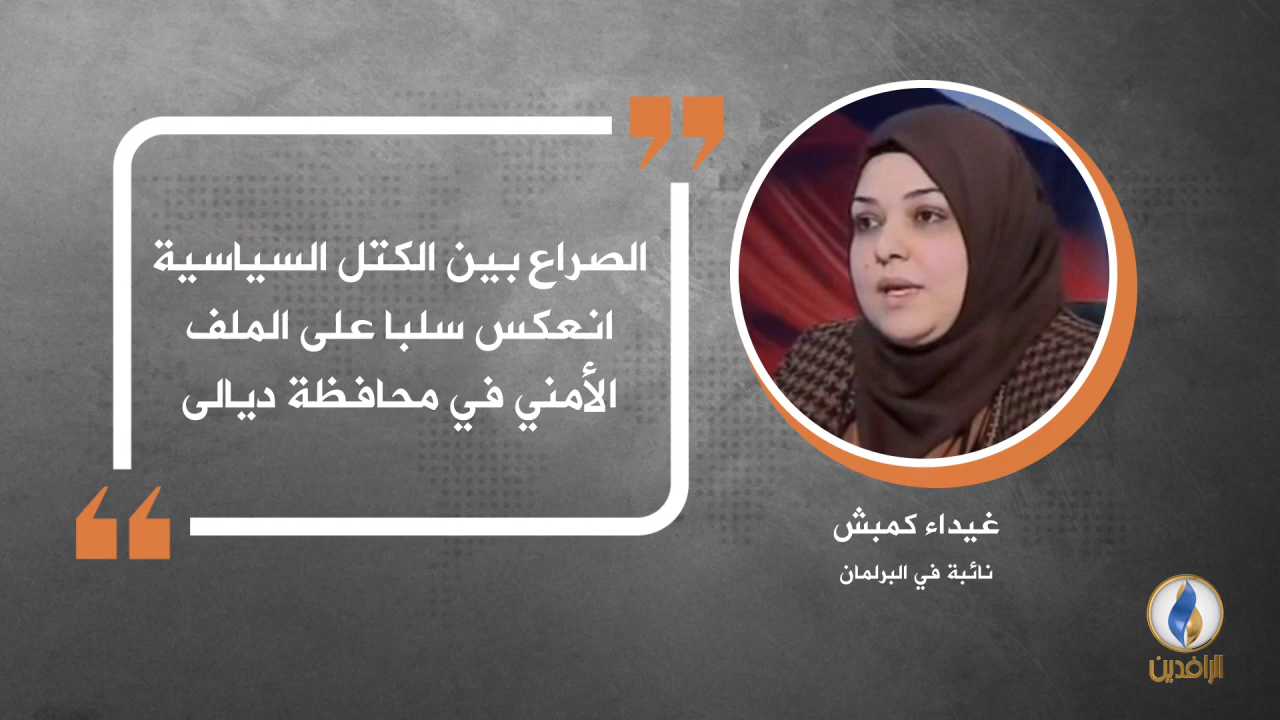 الصراع بين الكتل السياسية
انعكس سلبا على الملف
الأمني في محافظة ديالى
غيداء كمبش
نائبة في البرلمان
الرافدين